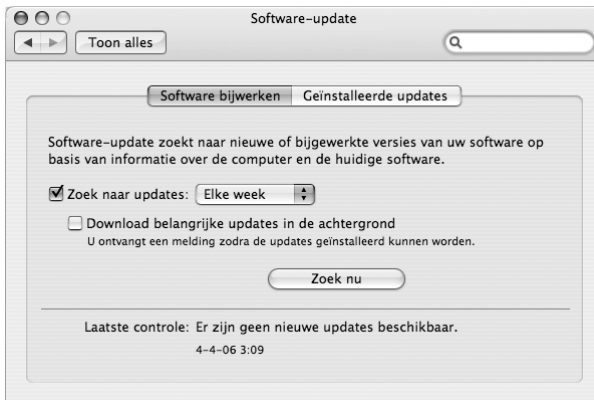 Software-update
Toon alles
Software bijwerken Geïnstalleerde updates
Software-update zoekt naar nieuwe of bijgewerkte versies van uw software op
basis van informatie over de computer en de huidige software.
Zoek naar updates: Elke week
Download belangrijke updates in de achtergrond
U ontvangt een melding zodra de updates geïnstalleerd kunnen worden.
Zoek nu
Laatste controle: Er zijn geen nieuwe updates beschikbaar.
4-4-06 3:09